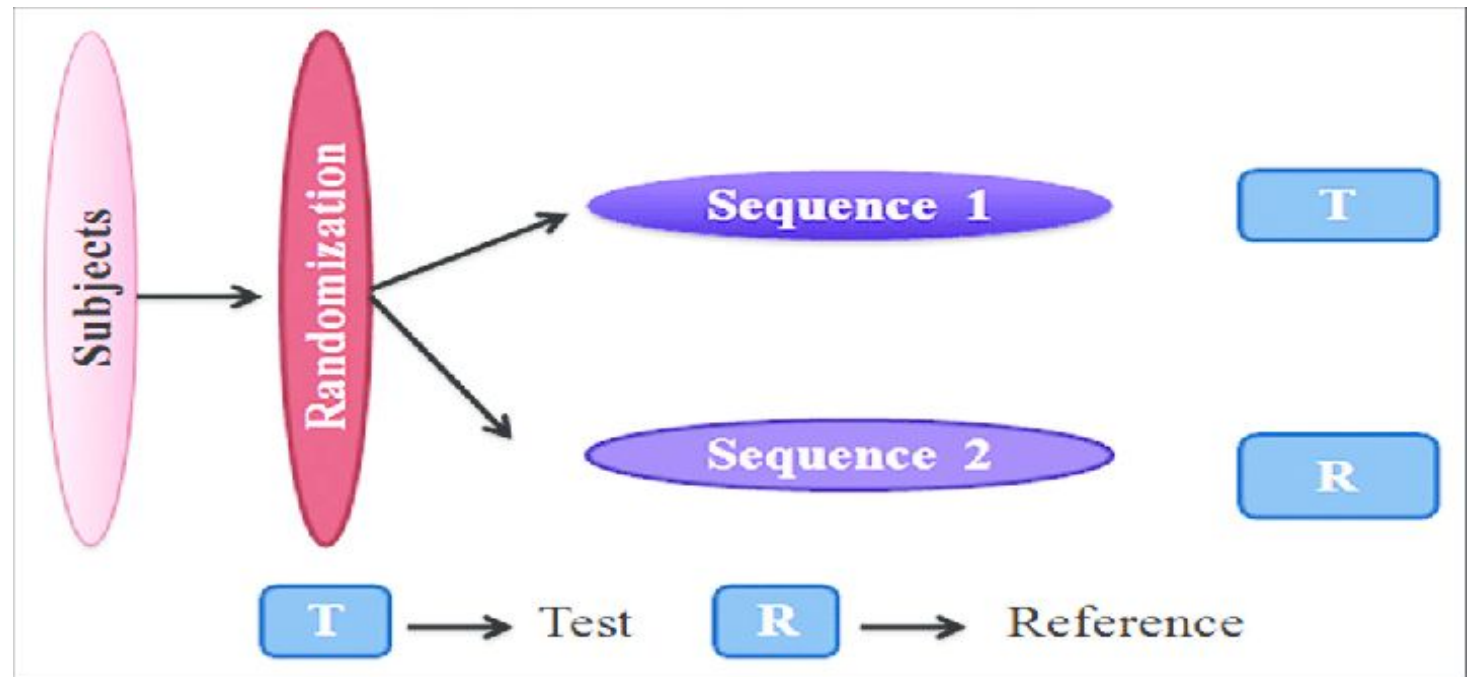 Subjects
Randomization
Sequence 1
T
Sequence 2
R
T Test R Reference